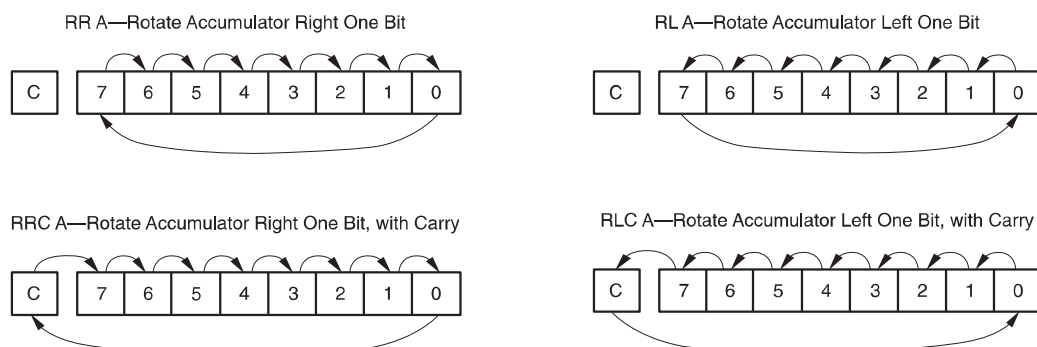 RR A—Rotate Accumulator Right One Bit
C 7 6 5 4 3 2 1 0
RL A—Rotate Accumulator Left One Bit
C 7 6 5 4 3 2 1 0
RRC A—Rotate Accumulator Right One Bit, with Carry
C 7 6 5 4 3 2 1 0
RLC A—Rotate Accumulator Left One Bit, with Carry
C 7 6 5 4 3 2 1 0